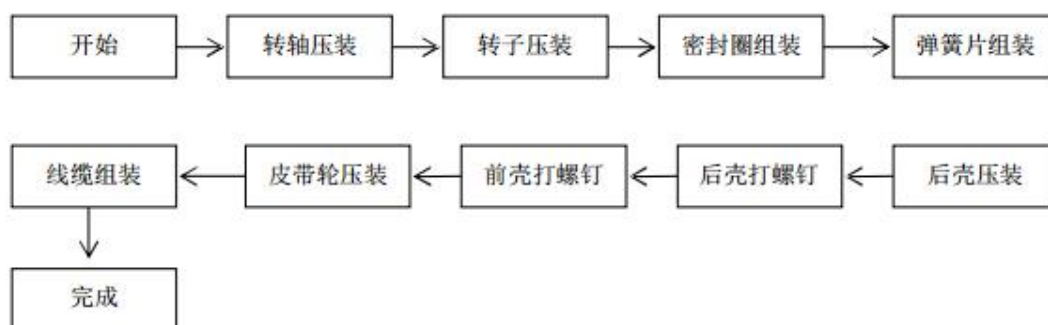 开始
转轴压装
转子压装
密封圈组装
弹簧片组装
后壳压装
后壳打螺钉
前壳打螺钉
皮带轮压装
线缆组装
完成